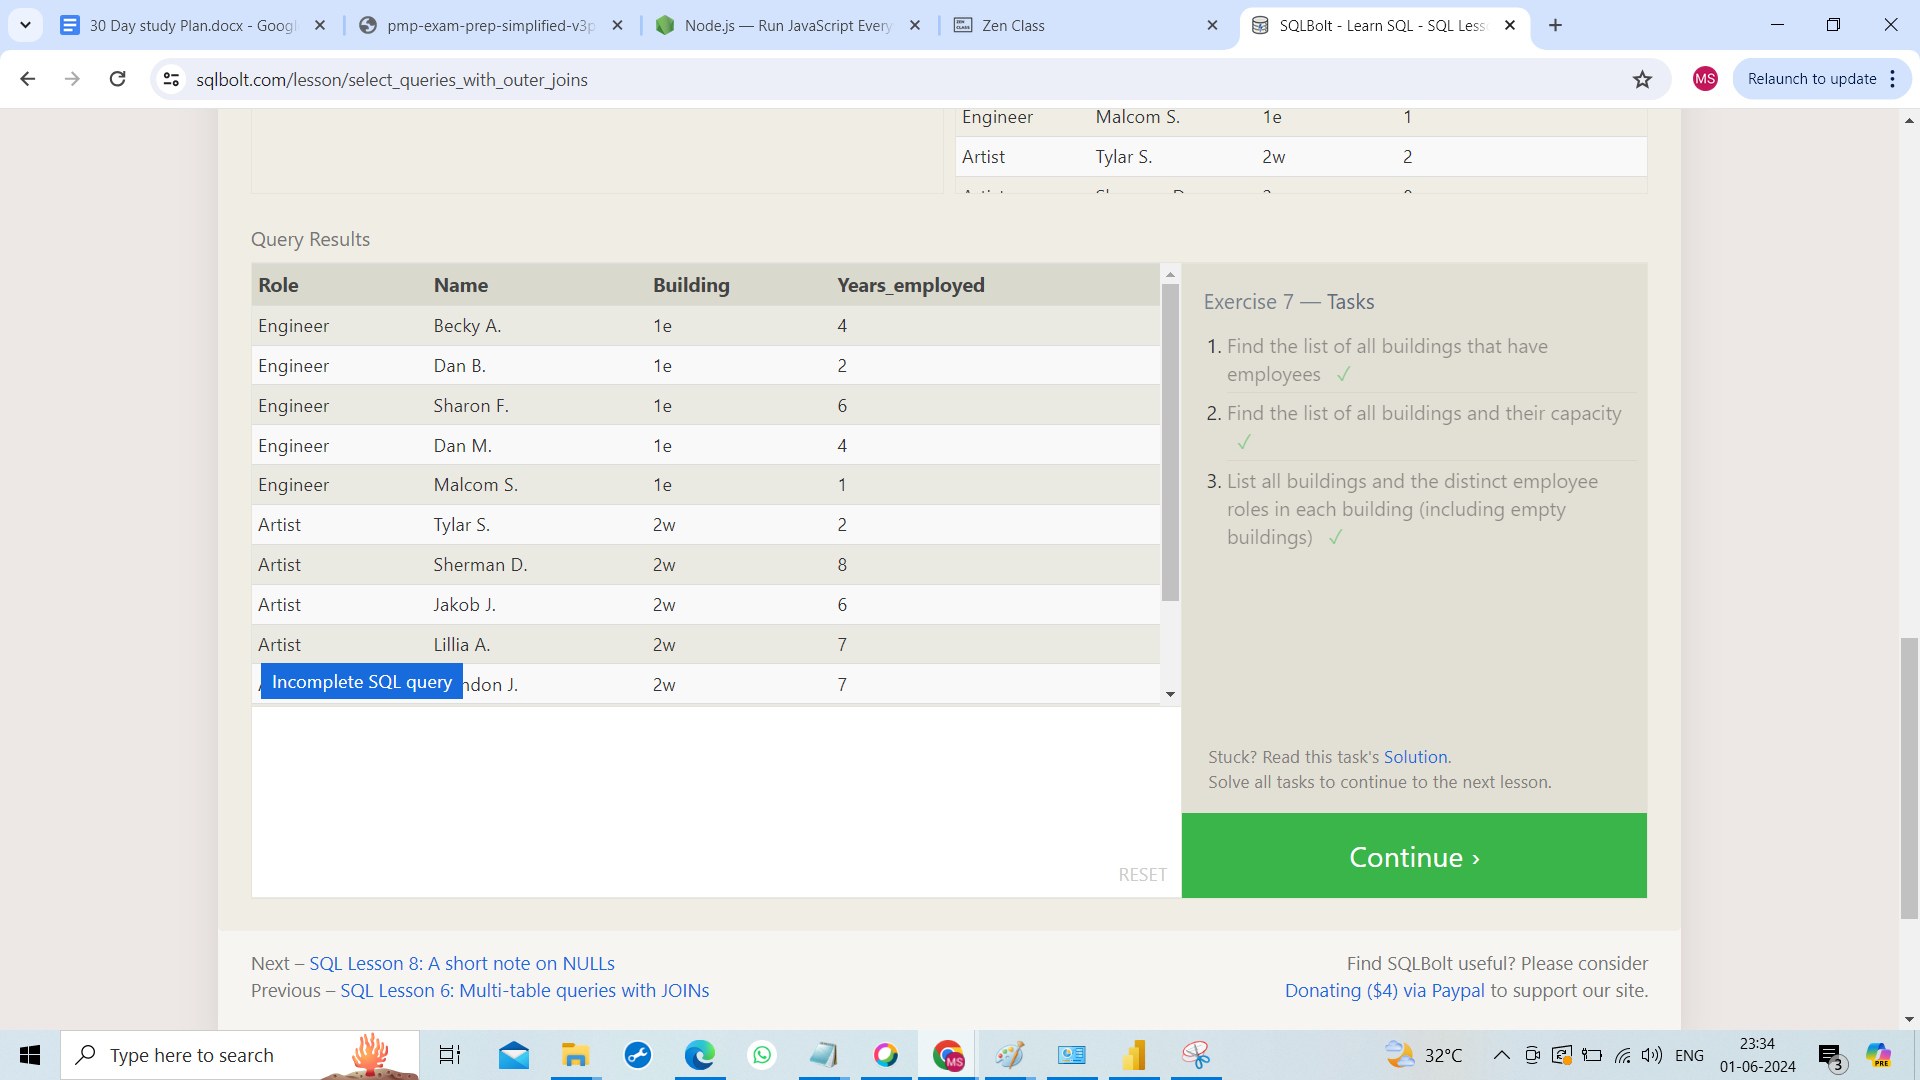 30 Day study Plan.docx - Googl
pmp-exam-prep-simplified-v3p
Node.js — Run JavaScript Every
Zen Class
SQLBolt - Learn SQL - SQL Less
sqlbolt.com/lesson/select_queries_with_outer_joins
MS
Relaunch to update
Engineer Malcom S. 1e 1
Artist Tylar S. 2w 2
Query Results
Role Name Building Years_employed
Engineer Becky A. 1e 4
Engineer Dan B. 1e 2
Engineer Sharon F. 1e 6
Engineer Dan M. 1e 4
Engineer Malcom S. 1e 1
Artist Tylar S. 2w 2
Artist Sherman D. 2w 8
Artist Jakob J. 2w 6
Artist Lillia A. 2w 7
ndon J. 2w 7
Incomplete SQL query
RESET
Exercise 7 — Tasks
1. Find the list of all buildings that have
employees ✓
2. Find the list of all buildings and their capacity
✓
3. List all buildings and the distinct employee
roles in each building (including empty
buildings) ✓
Stuck? Read this task's Solution.
Solve all tasks to continue to the next lesson.
Continue ›
Next – SQL Lesson 8: A short note on NULLs
Previous – SQL Lesson 6: Multi-table queries with JOINs
Find SQLBolt useful? Please consider
Donating ($4) via Paypal to support our site.
Type here to search
MS
32°C
ENG
23:34
01-06-2024
3
PRE